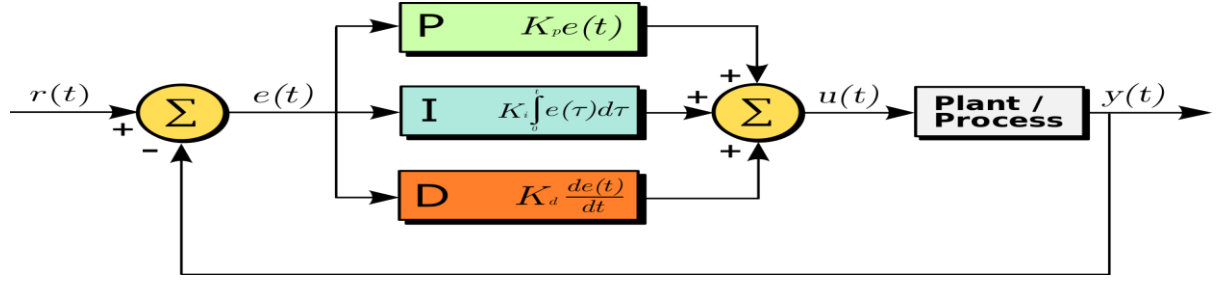 P K_p e(t)
r(t)
+
−
Σ
e(t)
I K_i ∫_0^t e(τ)dτ
D K_d de(t)/dt
+
+
+
Σ
u(t)
Plant /
Process
y(t)